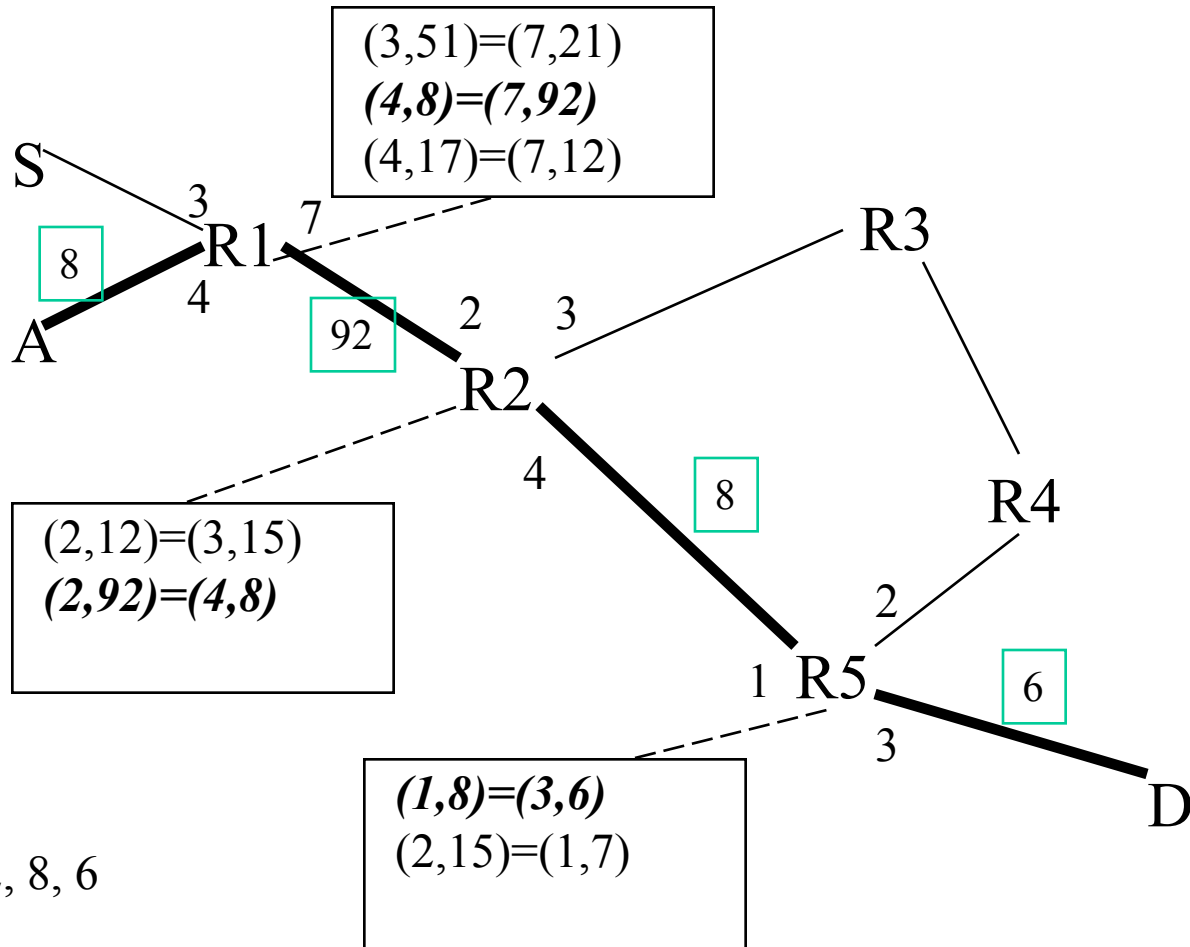 (3,51)=(7,21)
(4,8)=(7,92)
(4,17)=(7,12)
S
3
7
R1
R3
8
4
A
92
2
3
R2
4
8
R4
(2,12)=(3,15)
(2,92)=(4,8)
2
1
R5
6
3
D
(1,8)=(3,6)
(2,15)=(1,7)
, 8, 6